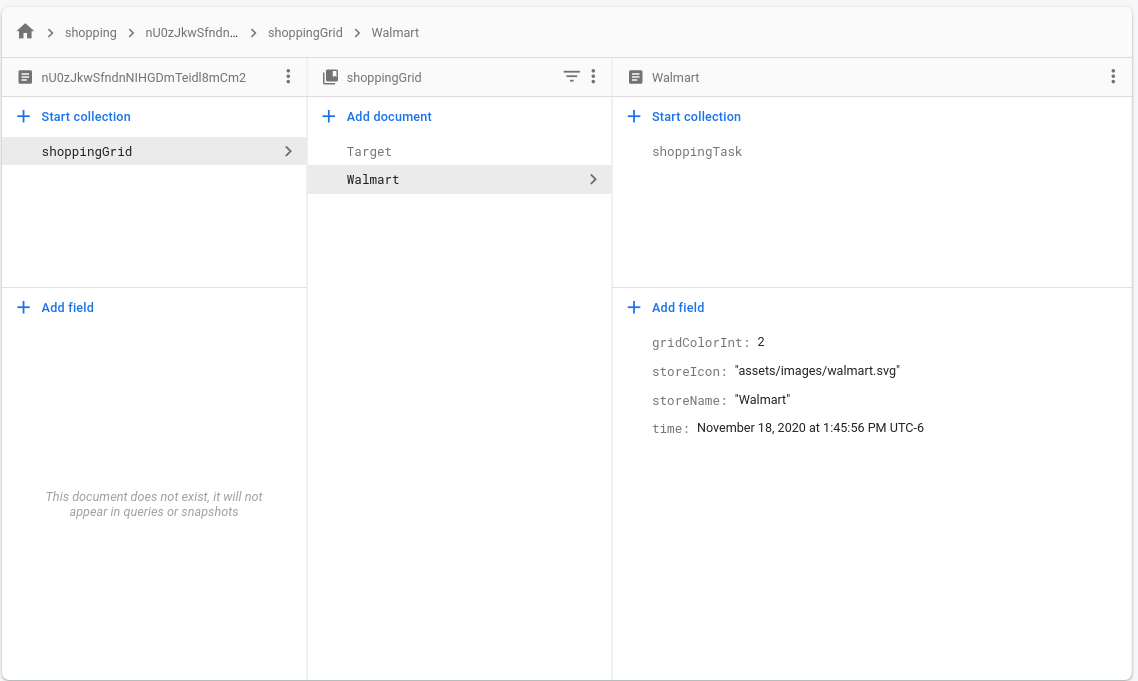 shopping > nU0zJkwSfndn… > shoppingGrid > Walmart
nU0zJkwSfndnNIHGDmTeidl8mCm2
Start collection
shoppingGrid
Add field
This document does not exist, it will not
appear in queries or snapshots
shoppingGrid
Add document
Target
Walmart
Walmart
Start collection
shoppingTask
Add field
gridColorInt: 2
storeIcon: "assets/images/walmart.svg"
storeName: "Walmart"
time: November 18, 2020 at 1:45:56 PM UTC-6